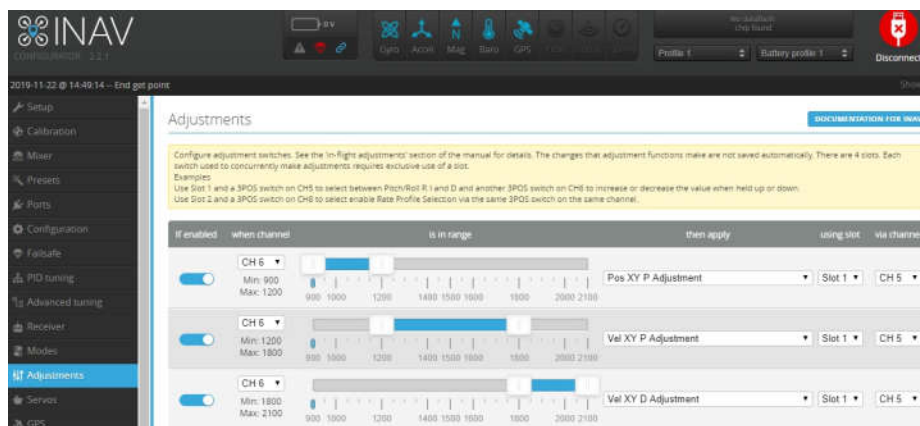 INAV
CONFIGURATOR 2.2.1
0 V
Gyro Accel Mag Baro GPS
No dataflash
chip found
Profile 1 Battery profile 1
Disconnect
2019-11-22 @ 14:49:14 -- End get point
Show
Setup
Calibration
Mixer
Presets
Ports
Configuration
Failsafe
PID tuning
Advanced tuning
Receiver
Modes
Adjustments
Servos
GPS
Adjustments
DOCUMENTATION FOR INAV
Configure adjustment switches. See the 'in-flight adjustments' section of the manual for details. The changes that adjustment functions make are not saved automatically. There are 4 slots. Each
switch used to concurrently make adjustments requires exclusive use of a slot.
Examples
Use Slot 1 and a 3POS switch on CH5 to select between Pitch/Roll P, I and D and another 3POS switch on CH6 to increase or decrease the value when held up or down.
Use Slot 2 and a 3POS switch on CH8 to select enable Rate Profile Selection via the same 3POS switch on the same channel.
If enabled when channel is in range then apply using slot via channe
CH 6
Min: 900
Max: 1200
900 1000 1200 1400 1500 1600 1800 2000 2100
Pos XY P Adjustment Slot 1 CH 5
CH 6
Min: 1200
Max: 1800
900 1000 1200 1400 1500 1600 1800 2000 2100
Vel XY P Adjustment Slot 1 CH 5
CH 6
Min: 1800
Max: 2100
900 1000 1200 1400 1500 1600 1800 2000 2100
Vel XY D Adjustment Slot 1 CH 5